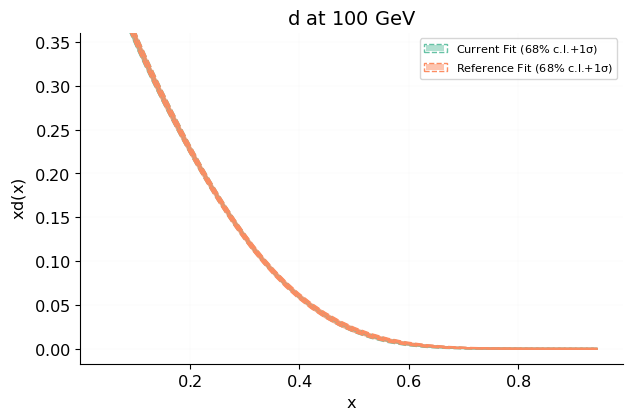 d at 100 GeV
Current Fit (68% c.l.+1σ)
Reference Fit (68% c.l.+1σ)
xd(x)
0.35
0.30
0.25
0.20
0.15
0.10
0.05
0.00
0.2 0.4 0.6 0.8
x